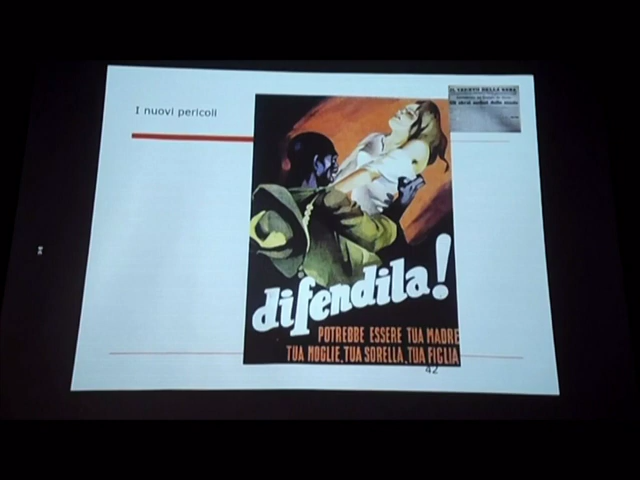 I nuovi pericoli
difendila!
POTREBBE ESSERE TUA MADRE
TUA MOGLIE, TUA SORELLA, TUA FIGLIA
42